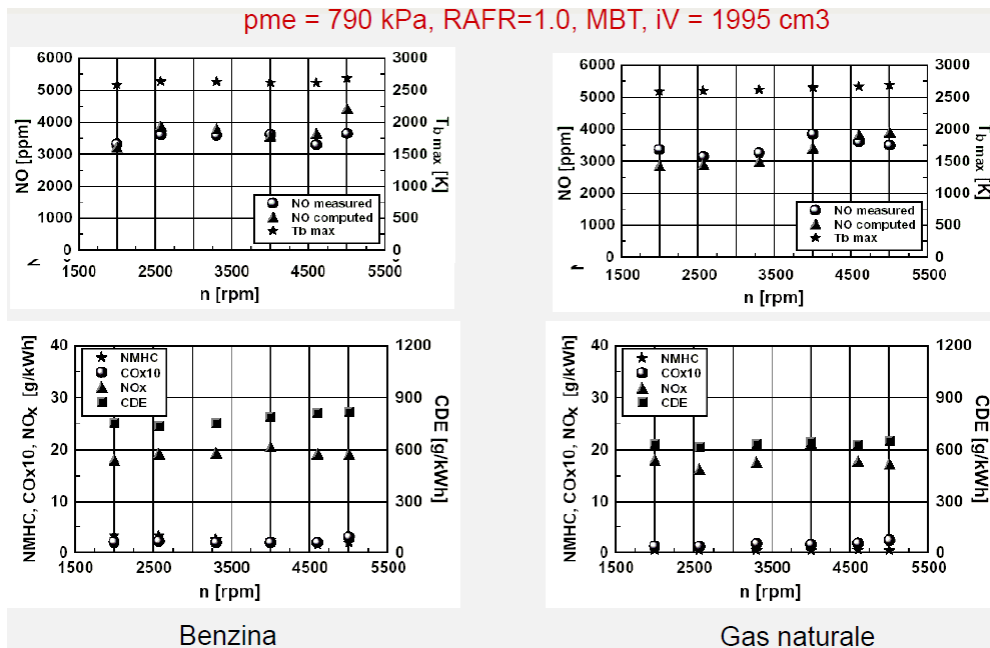 pme = 790 kPa, RAFR=1.0, MBT, iV = 1995 cm3
6000
5000
4000
3000
2000
1000
0
NO [ppm]
3000
2500
2000
1500
1000
500
0
T b max [K]
NO measured
NO computed
Tb max
1500 2500 3500 4500 5500
n [rpm]
6000
5000
4000
3000
2000
1000
0
NO [ppm]
3000
2500
2000
1500
1000
500
0
T b max [K]
NO measured
NO computed
Tb max
1500 2500 3500 4500 5500
n [rpm]
40
30
20
10
0
NMHC, COx10, NOx [g/kWh]
1200
900
600
300
0
CDE [g/kWh]
NMHC
COx10
NOx
CDE
1500 2500 3500 4500 5500
n [rpm]
40
30
20
10
0
NMHC, COx10, NOx [g/kWh]
1200
900
600
300
0
CDE [g/kWh]
NMHC
COx10
NOx
CDE
1500 2500 3500 4500 5500
n [rpm]
Benzina
Gas naturale